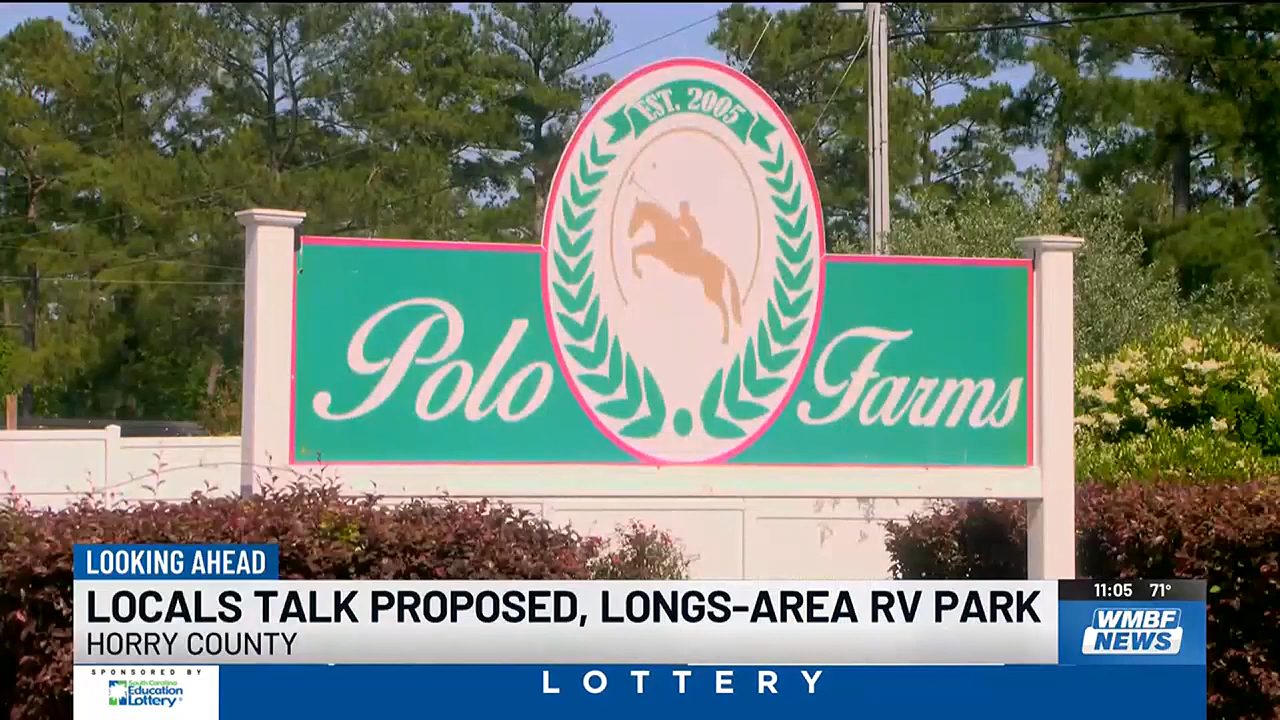 EST. 2005
Polo Farms
LOOKING AHEAD
LOCALS TALK PROPOSED, LONGS-AREA RV PARK
HORRY COUNTY
11:05 71°
WMBF
NEWS
SPONSORED BY
South Carolina
Education
Lottery
LOTTERY